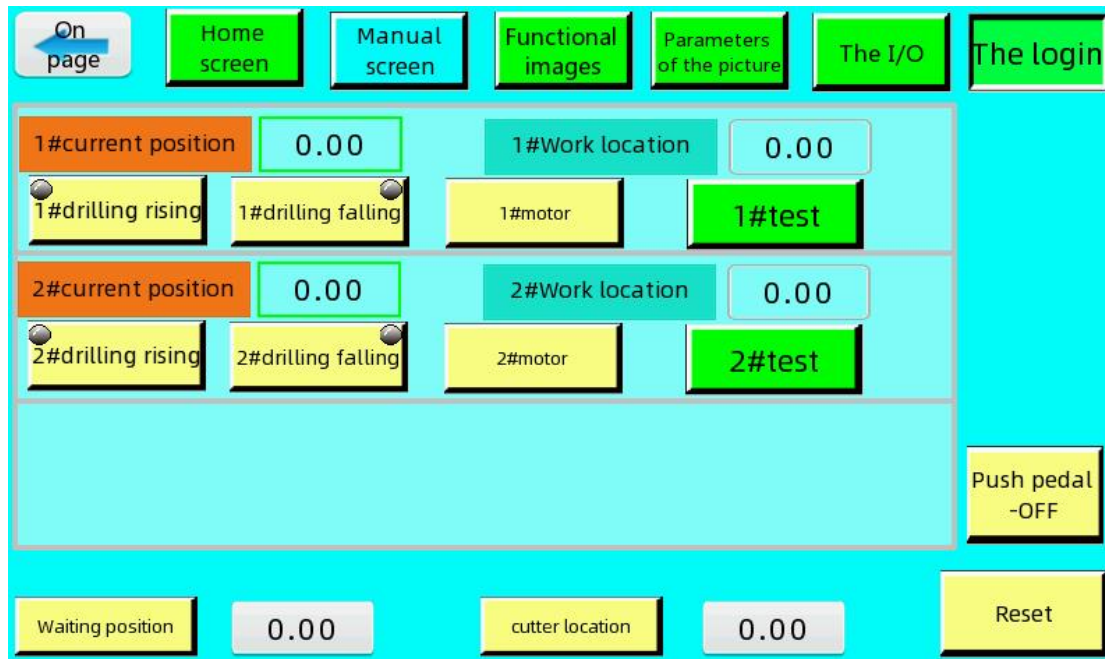 On
page
Home
screen
Manual
screen
Functional
images
Parameters
of the picture
The I/O
The login
1#current position
0.00
1#Work location
0.00
1#drilling rising
1#drilling falling
1#motor
1#test
2#current position
0.00
2#Work location
0.00
2#drilling rising
2#drilling falling
2#motor
2#test
Push pedal
-OFF
Waiting position
0.00
cutter location
0.00
Reset